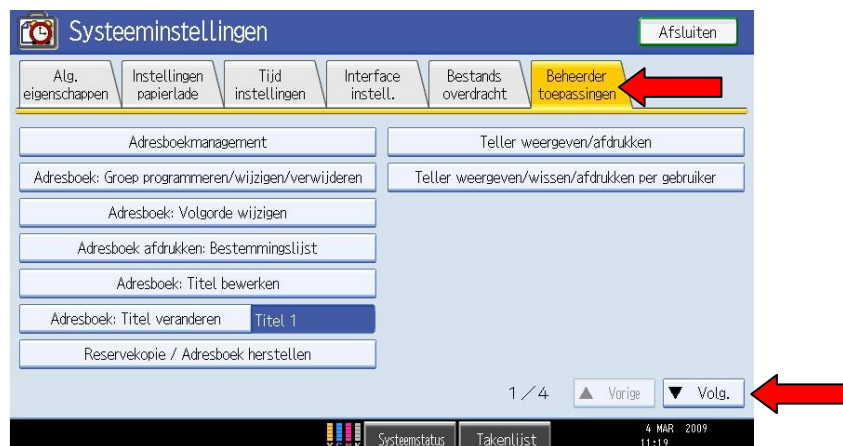 Systeeminstellingen
Afsluiten
Alg. eigenschappen
Instellingen papierlade
Tijd instellingen
Interface instell.
Bestands overdracht
Beheerder toepassingen
Adresboekmanagement
Teller weergeven/afdrukken
Adresboek: Groep programmeren/wijzigen/verwijderen
Teller weergeven/wissen/afdrukken per gebruiker
Adresboek: Volgorde wijzigen
Adresboek afdrukken: Bestemmingslijst
Adresboek: Titel bewerken
Adresboek: Titel veranderen Titel 1
Reservekopie / Adresboek herstellen
1/4 ▲ Vorige ▼ Volg.
Systeemstatus Takenlijst 4 MAR 2009
11:19